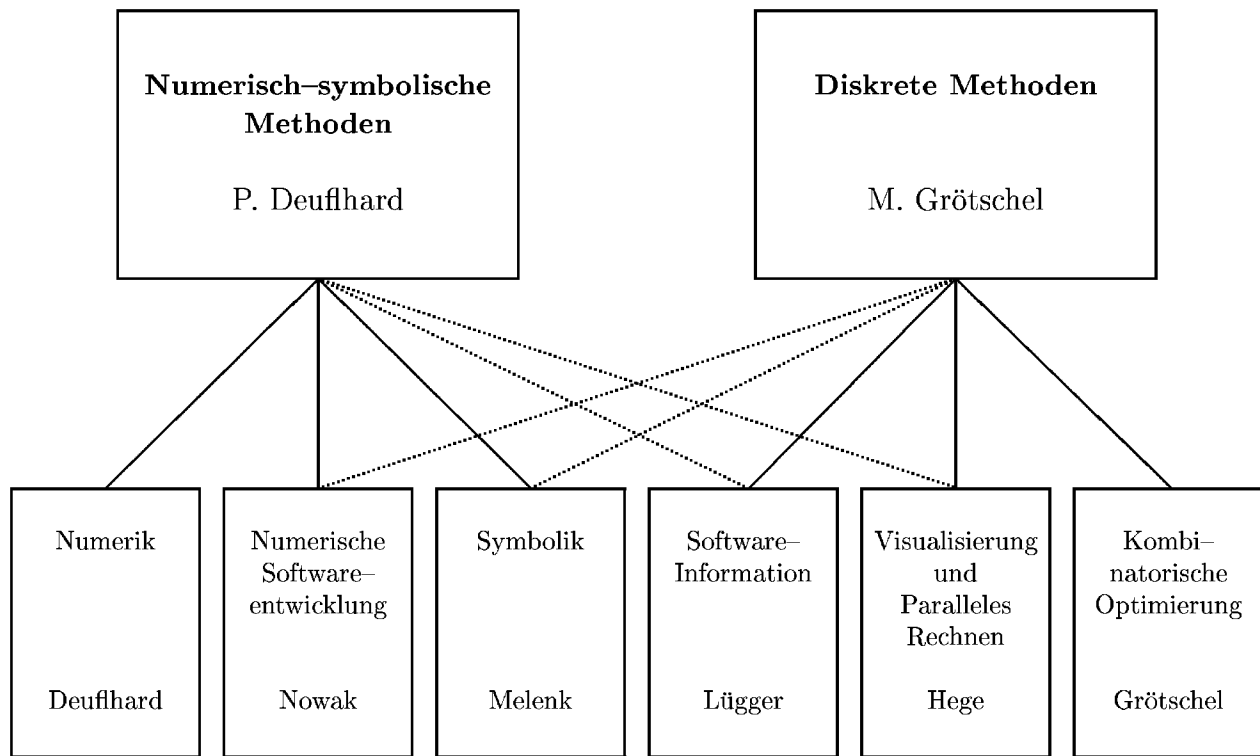 Numerisch–symbolische
Methoden
P. Deuflhard
Diskrete Methoden
M. Grötschel
Numerik
Deuflhard
Numerische
Software–
entwicklung
Nowak
Symbolik
Melenk
Software–
Information
Lügger
Visualisierung
und
Paralleles
Rechnen
Hege
Kombi–
natorische
Optimierung
Grötschel